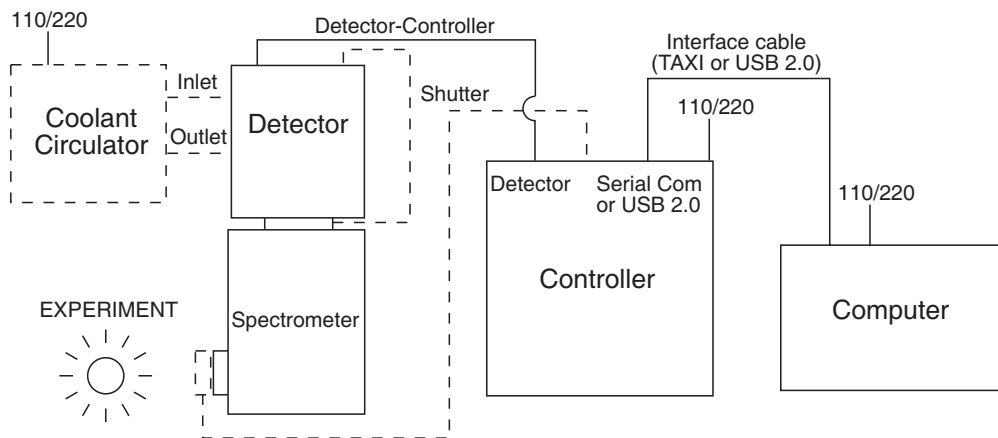 110/220
Detector-Controller
Interface cable
(TAXI or USB 2.0)
Inlet
Shutter
Coolant
Circulator
Detector
110/220
Outlet
Detector
Serial Com
or USB 2.0
110/220
Controller
EXPERIMENT
Spectrometer
Computer